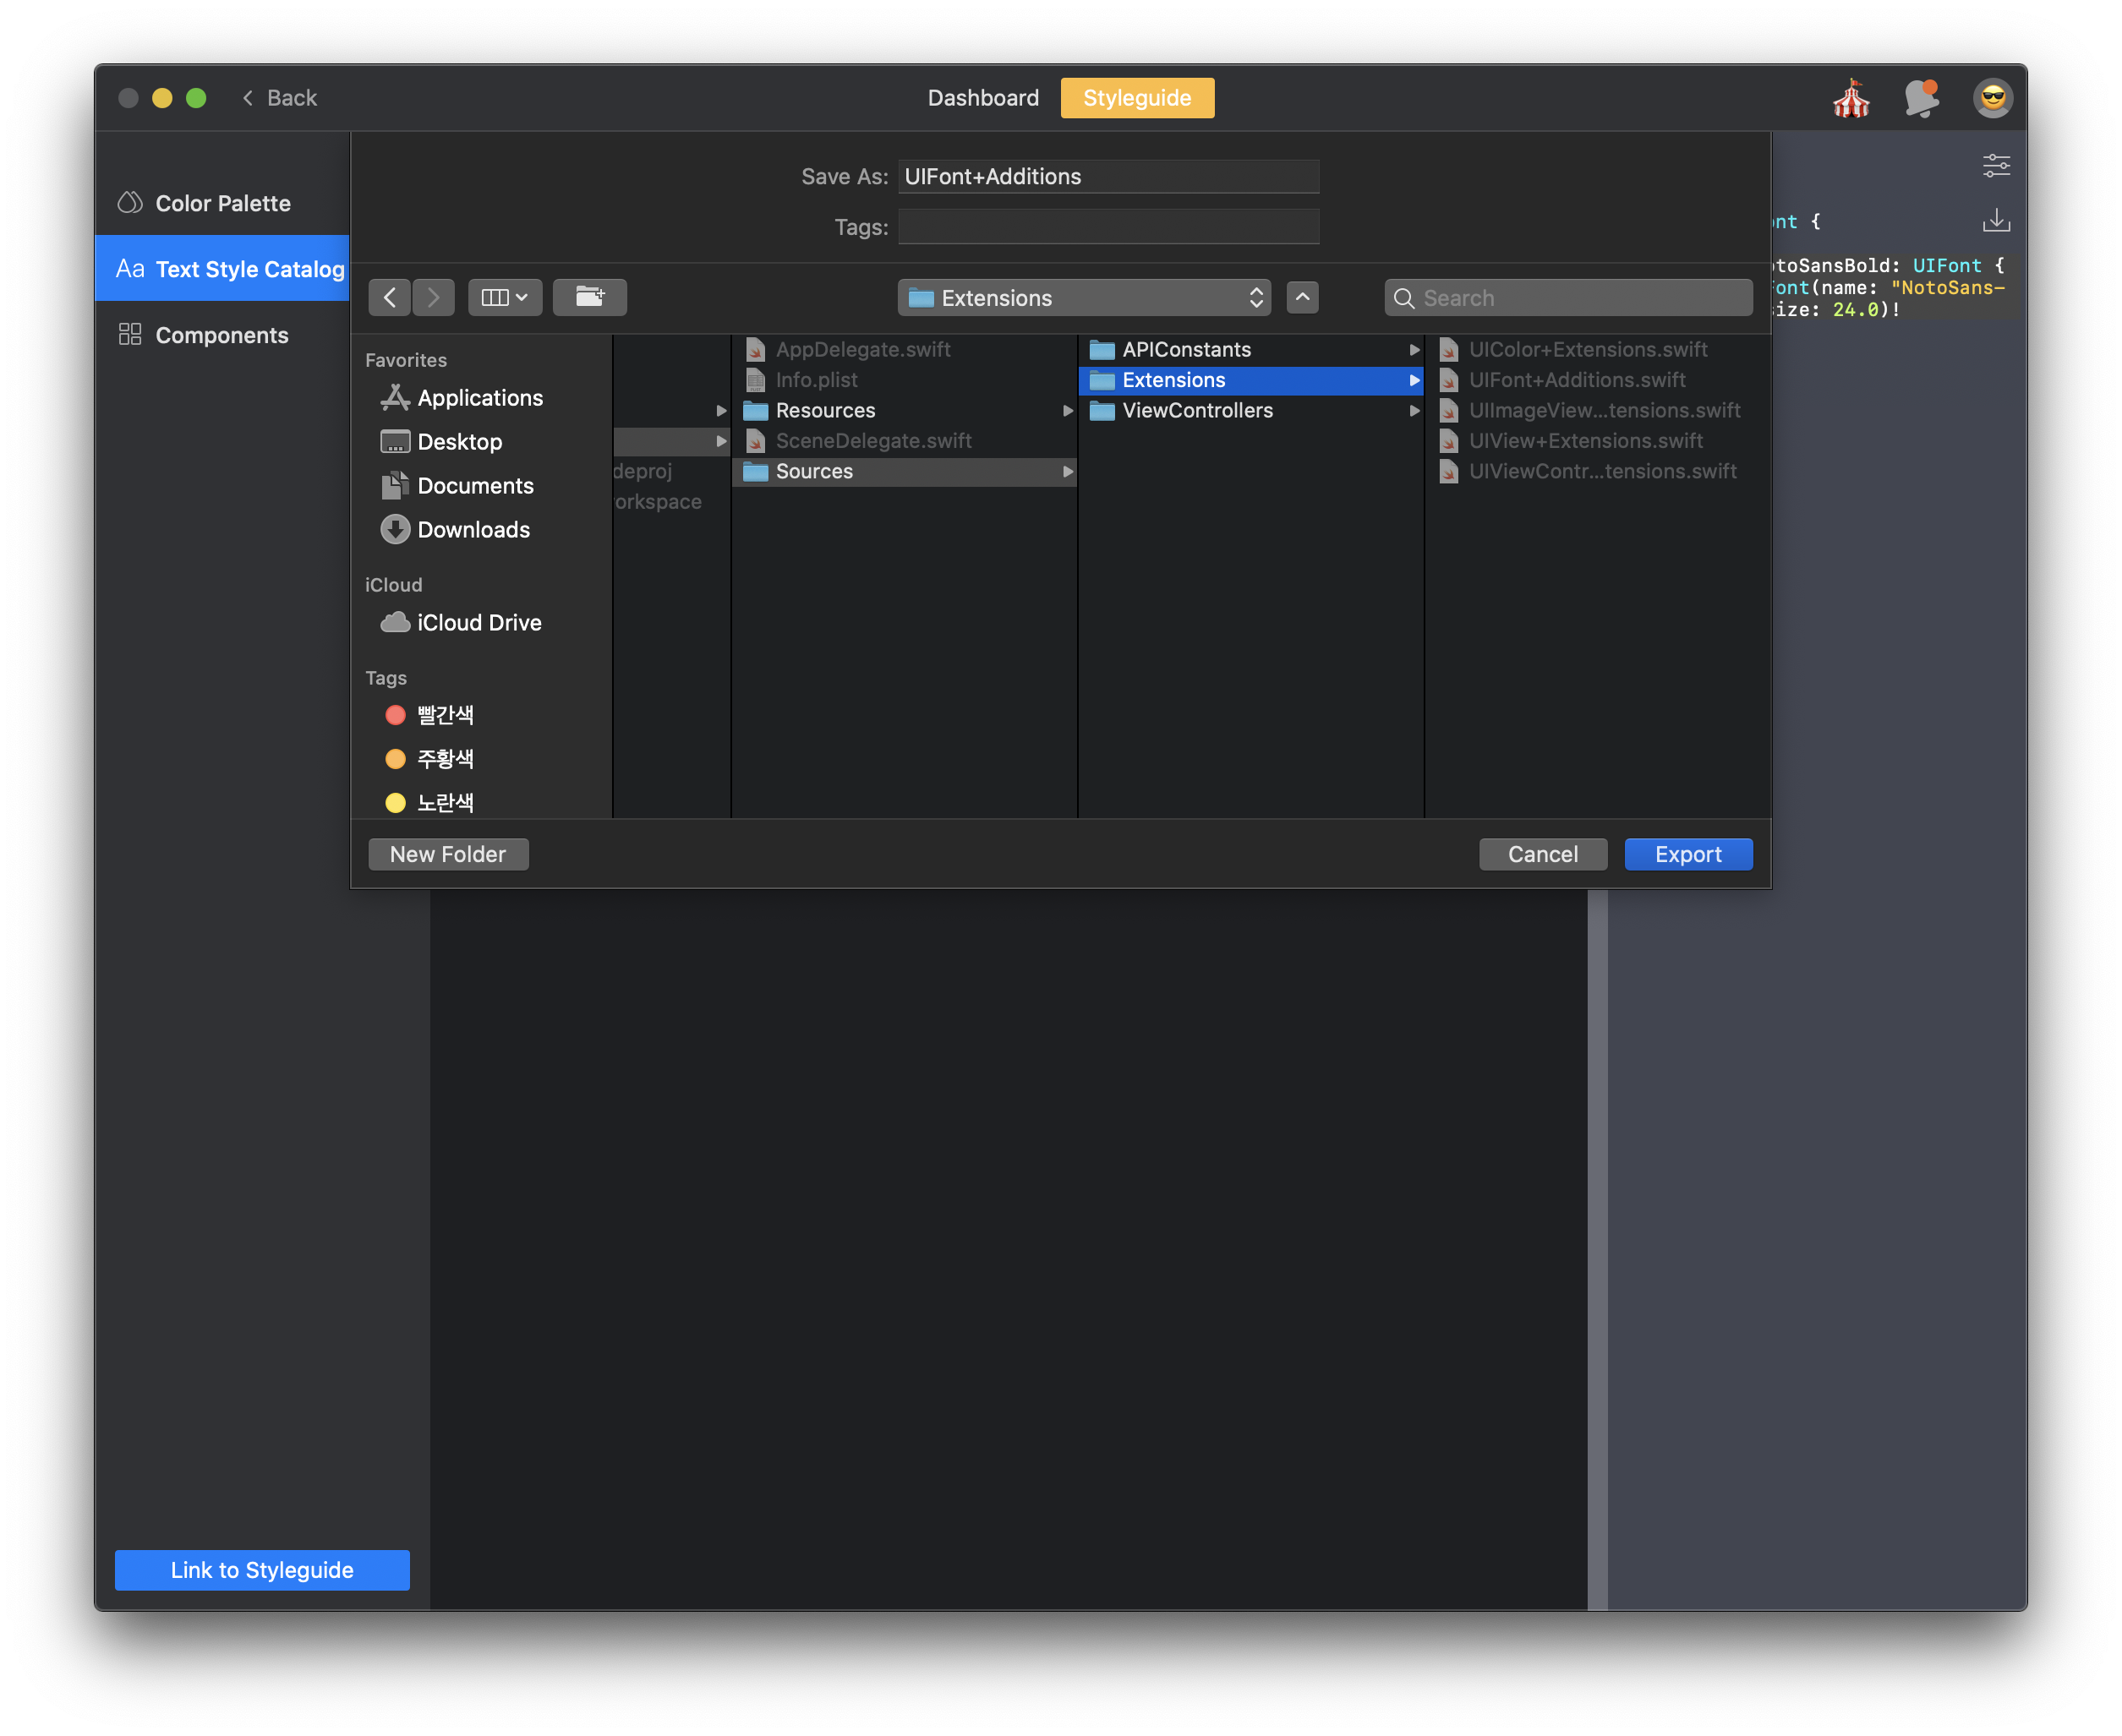 Back
Dashboard
Styleguide
Color Palette
Aa Text Style Catalog
Components
Link to Styleguide
Save As: UIFont+Additions
Tags:
Extensions
Search
Favorites
Applications
Desktop
Documents
Downloads
iCloud
iCloud Drive
Tags
빨간색
주황색
노란색
deproj
orkspace
AppDelegate.swift
Info.plist
Resources
SceneDelegate.swift
Sources
APIConstants
Extensions
ViewControllers
UIColor+Extensions.swift
UIFont+Additions.swift
UIImageView...tensions.swift
UIView+Extensions.swift
UIViewContr...tensions.swift
New Folder
Cancel
Export
nt {
toSansBold: UIFont {
Font(name: "NotoSans-
size: 24.0)!